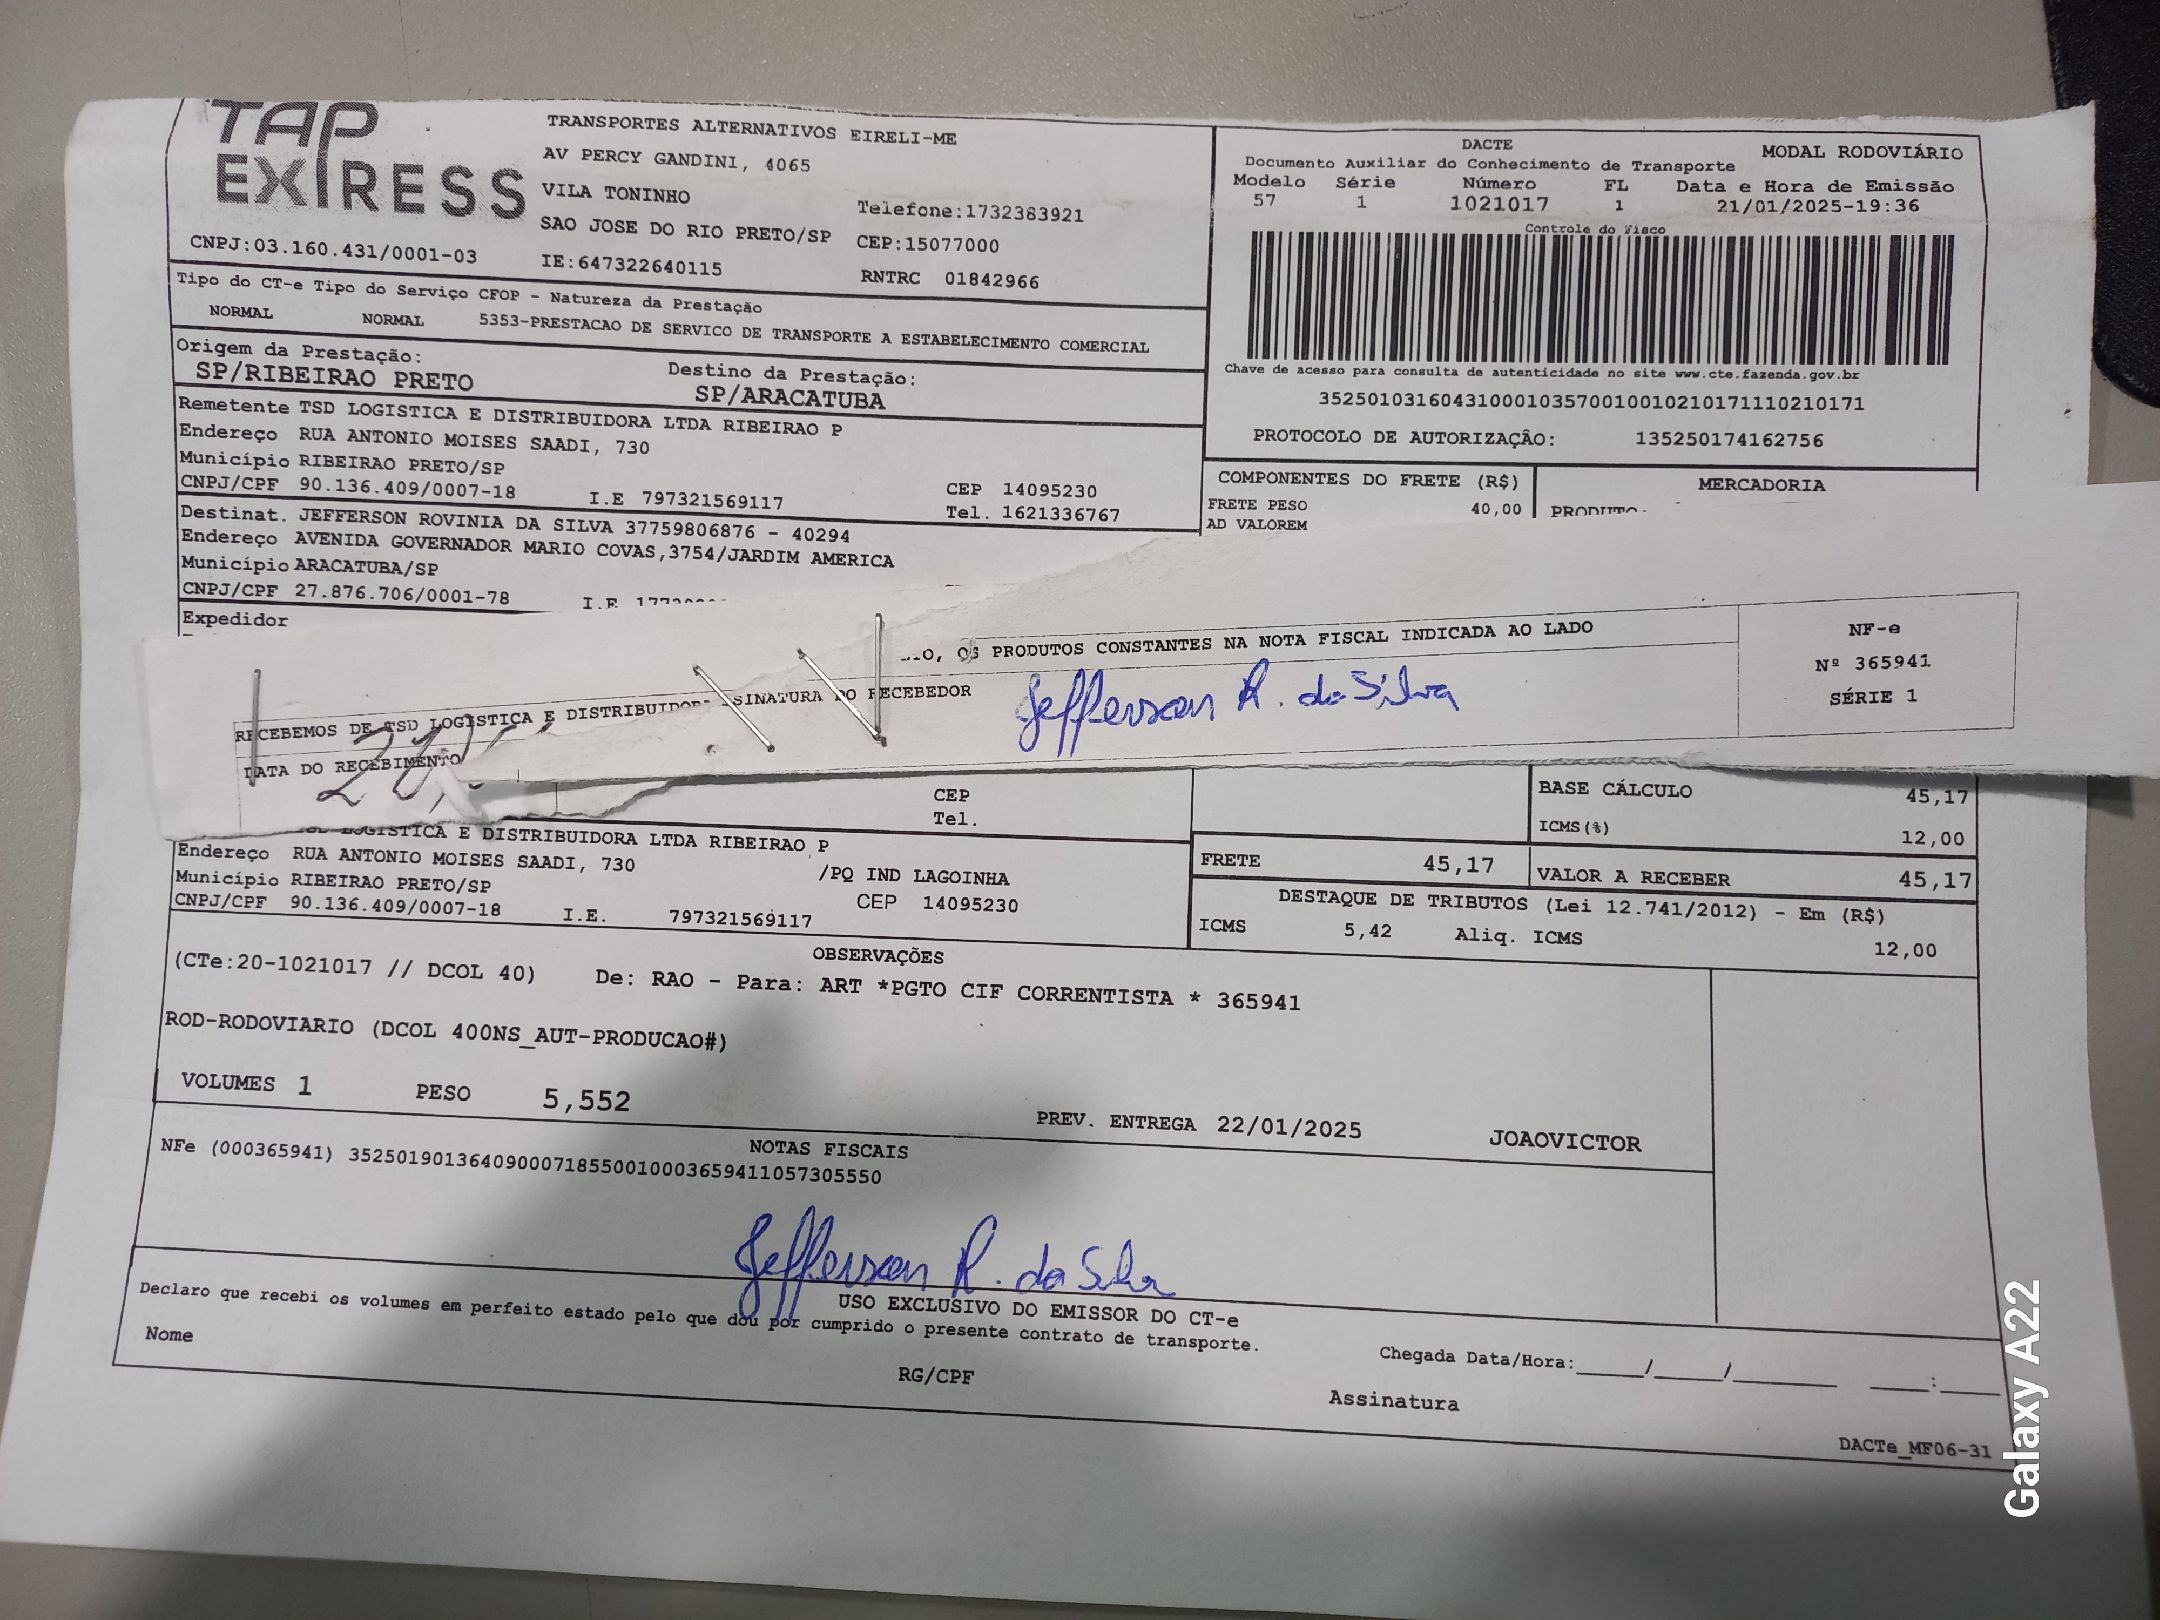 TAP EXPRESS
TRANSPORTES ALTERNATIVOS EIRELI-ME
AV PERCY GANDINI, 4065
VILA TONINHO
Telefone:1732383921
SAO JOSE DO RIO PRETO/SP CEP:15077000
CNPJ:03.160.431/0001-03 IE:647322640115 RNTRC 01842966
DACTE
Documento Auxiliar do Conhecimento de Transporte MODAL RODOVIÁRIO
Modelo Série Número FL Data e Hora de Emissão
57 1 1021017 1 21/01/2025-19:36
Controle do Fisco
Chave de acesso para consulta de autenticidade no site www.cte.fazenda.gov.br
35250103160431000103570010010210171110210171
PROTOCOLO DE AUTORIZAÇÃO: 135250174162756
Tipo do CT-e Tipo do Serviço CFOP - Natureza da Prestação
NORMAL NORMAL 5353-PRESTACAO DE SERVICO DE TRANSPORTE A ESTABELECIMENTO COMERCIAL
Origem da Prestação: Destino da Prestação:
SP/RIBEIRAO PRETO SP/ARACATUBA
Remetente TSD LOGISTICA E DISTRIBUIDORA LTDA RIBEIRAO P
Endereço RUA ANTONIO MOISES SAADI, 730
Município RIBEIRAO PRETO/SP CEP 14095230
CNPJ/CPF 90.136.409/0007-18 I.E 797321569117 Tel. 1621336767
COMPONENTES DO FRETE (R$) MERCADORIA
FRETE PESO 40,00 PRODUTO:
AD VALOREM
Destinat. JEFFERSON ROVINIA DA SILVA 37759806876 - 40294
Endereço AVENIDA GOVERNADOR MARIO COVAS,3754/JARDIM AMERICA
Município ARACATUBA/SP
CNPJ/CPF 27.876.706/0001-78 I.E
Expedidor
OS PRODUTOS CONSTANTES NA NOTA FISCAL INDICADA AO LADO
NF-e
Nº 365941
SÉRIE 1
RECEBEMOS DE TSD LOGISTICA E DISTRIBUIDOR SINATURA DO RECEBEDOR
Jefferson R. da Silva
DATA DO RECEBIMENTO
CEP
Tel.
BASE CÁLCULO 45,17
ICMS(%) 12,00
LOGISTICA E DISTRIBUIDORA LTDA RIBEIRAO P
Endereço RUA ANTONIO MOISES SAADI, 730 /PQ IND LAGOINHA
Município RIBEIRAO PRETO/SP CEP 14095230
CNPJ/CPF 90.136.409/0007-18 I.E. 797321569117
FRETE 45,17 VALOR A RECEBER 45,17
DESTAQUE DE TRIBUTOS (Lei 12.741/2012) - Em (R$)
ICMS 5,42 Aliq. ICMS 12,00
OBSERVAÇÕES
(CTe:20-1021017 // DCOL 40) De: RAO - Para: ART *PGTO CIF CORRENTISTA * 365941
ROD-RODOVIARIO (DCOL 400NS_AUT-PRODUCAO#)
VOLUMES 1 PESO 5,552 PREV. ENTREGA 22/01/2025 JOAOVICTOR
NOTAS FISCAIS
NFe (000365941) 35250190136409000718550010003659411057305550
Jefferson R. da Silva
USO EXCLUSIVO DO EMISSOR DO CT-e
Declaro que recebi os volumes em perfeito estado pelo que dou por cumprido o presente contrato de transporte.
Nome RG/CPF Assinatura Chegada Data/Hora:_____/_____/_______ ____:____
DACTe_MF06-31
Galaxy A22